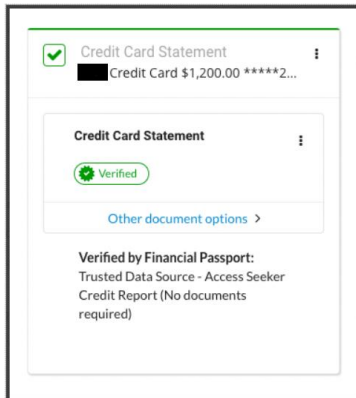 Credit Card Statement
Credit Card $1,200.00 *****2...
Credit Card Statement
Verified
Other document options >
Verified by Financial Passport:
Trusted Data Source - Access Seeker
Credit Report (No documents
required)